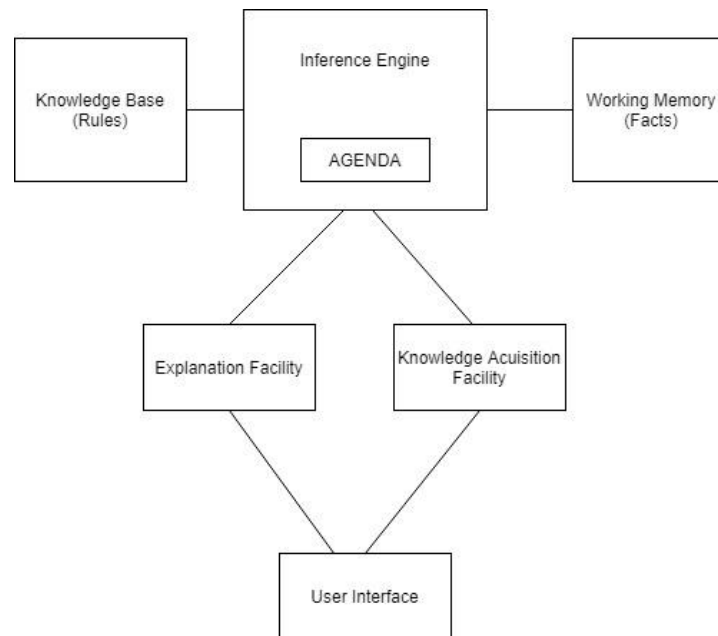 Inference Engine
Knowledge Base
(Rules)
Working Memory
(Facts)
AGENDA
Explanation Facility
Knowledge Acuisition
Facility
User Interface